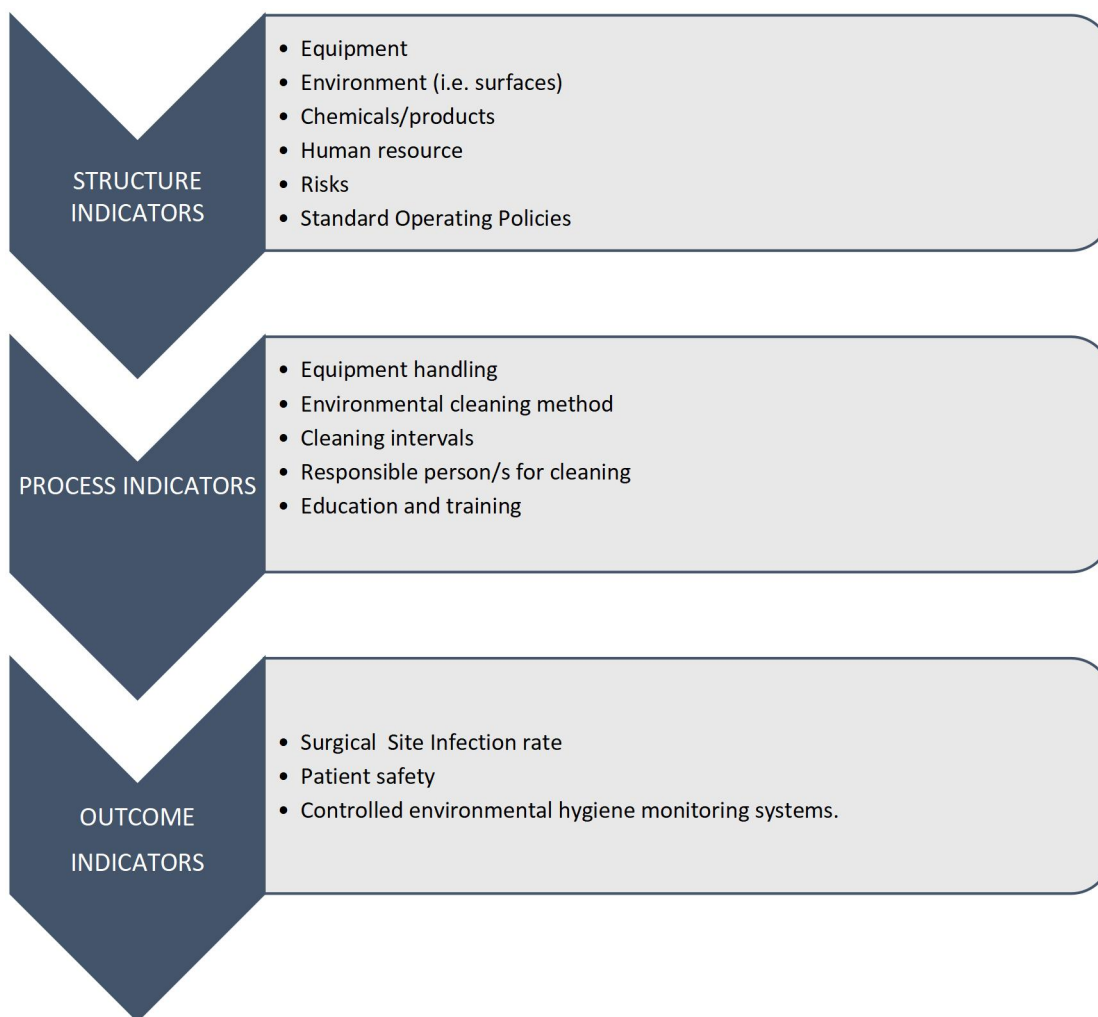 STRUCTURE
INDICATORS
• Equipment
• Environment (i.e. surfaces)
• Chemicals/products
• Human resource
• Risks
• Standard Operating Policies
PROCESS INDICATORS
• Equipment handling
• Environmental cleaning method
• Cleaning intervals
• Responsible person/s for cleaning
• Education and training
OUTCOME
INDICATORS
• Surgical  Site Infection rate
• Patient safety
• Controlled environmental hygiene monitoring systems.